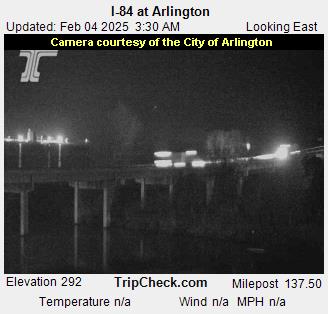 I-84 at Arlington
Updated: Feb 04 2025 3:30 AM Looking East
Camera courtesy of the City of Arlington
Elevation 292 TripCheck.com Milepost 137.50
Temperature n/a Wind n/a MPH n/a